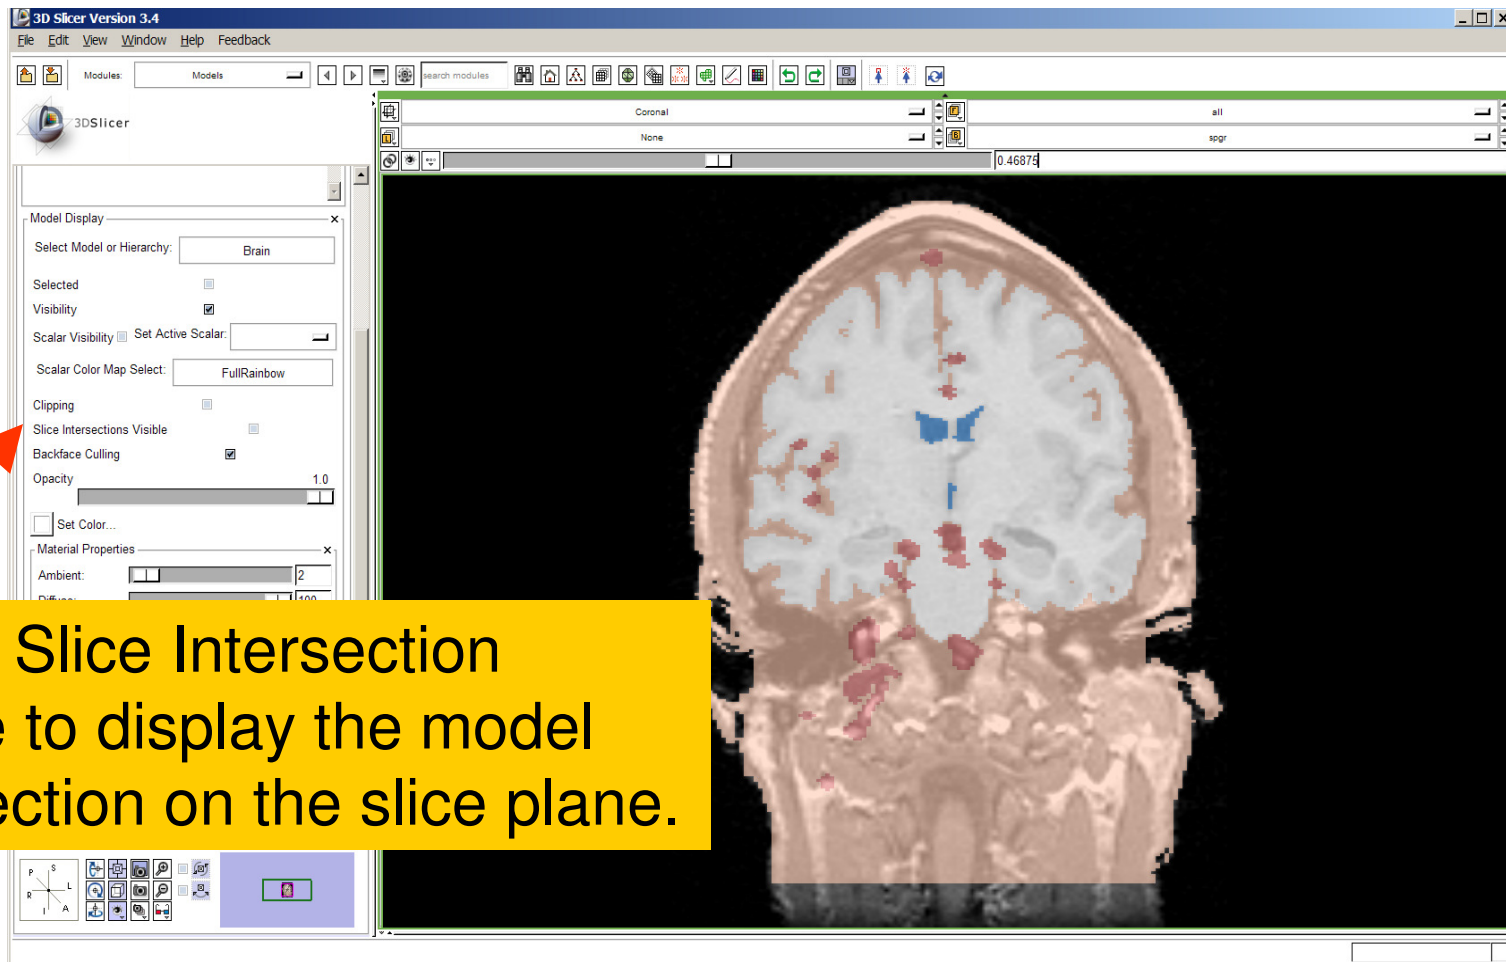 3D Slicer Version 3.4
File Edit View Window Help Feedback
Modules: Models search modules
3DSlicer
Coronal all
None spgr
0.46875
Model Display
Select Model or Hierarchy: Brain
Selected
Visibility
Scalar Visibility Set Active Scalar:
Scalar Color Map Select: FullRainbow
Clipping
Slice Intersections Visible
Backface Culling
Opacity 1.0
Set Color...
Material Properties
Ambient: 2
Diffuse: 100
Slice Intersection
e to display the model
ection on the slice plane.
P S
R L
I A